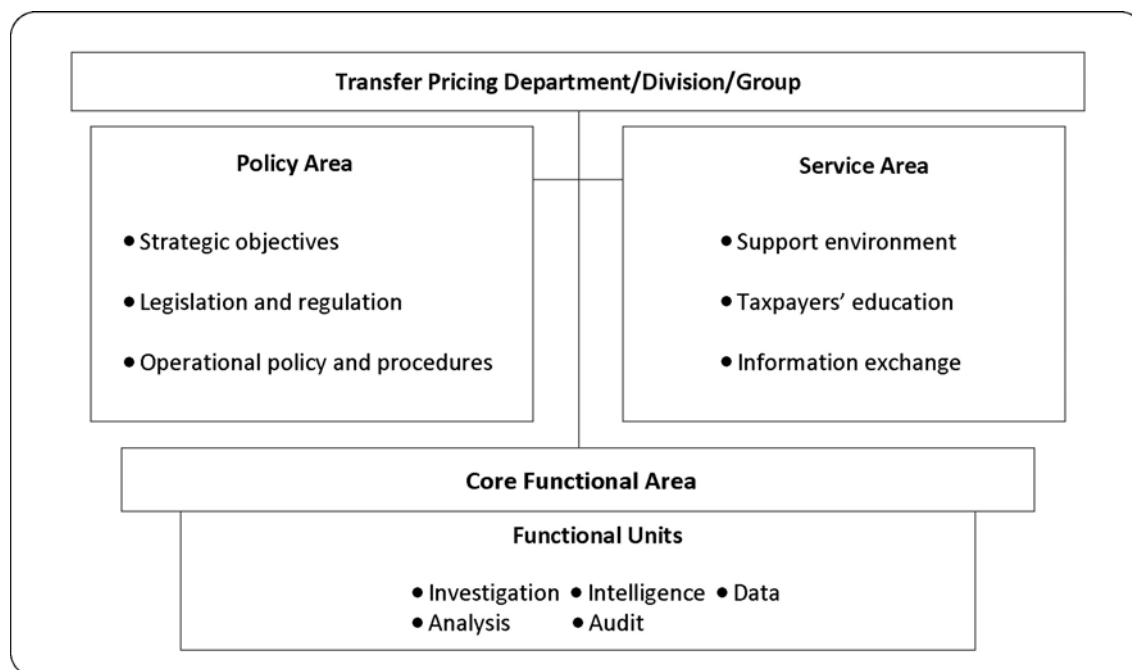 Transfer Pricing Department/Division/Group
Policy Area
• Strategic objectives
• Legislation and regulation
• Operational policy and procedures
Service Area
• Support environment
• Taxpayers’ education
• Information exchange
Core Functional Area
Functional Units
• Investigation • Intelligence • Data
• Analysis • Audit